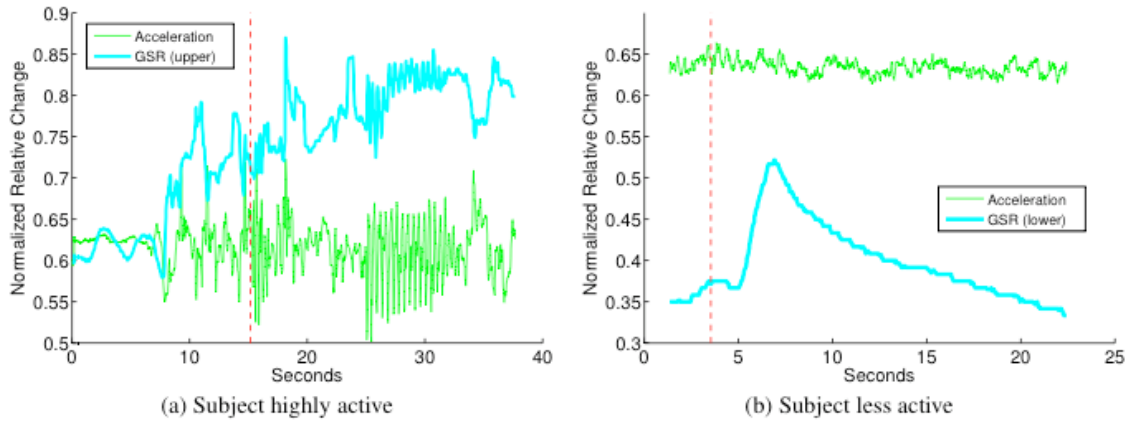 Normalized Relative Change
0.9
0.85
0.8
0.75
0.7
0.65
0.6
0.55
0.5
Acceleration
GSR (upper)
0 10 20 30 40
Seconds
(a) Subject highly active
Normalized Relative Change
0.65
0.6
0.55
0.5
0.45
0.4
0.35
0.3
Acceleration
GSR (lower)
0 5 10 15 20 25
Seconds
(b) Subject less active